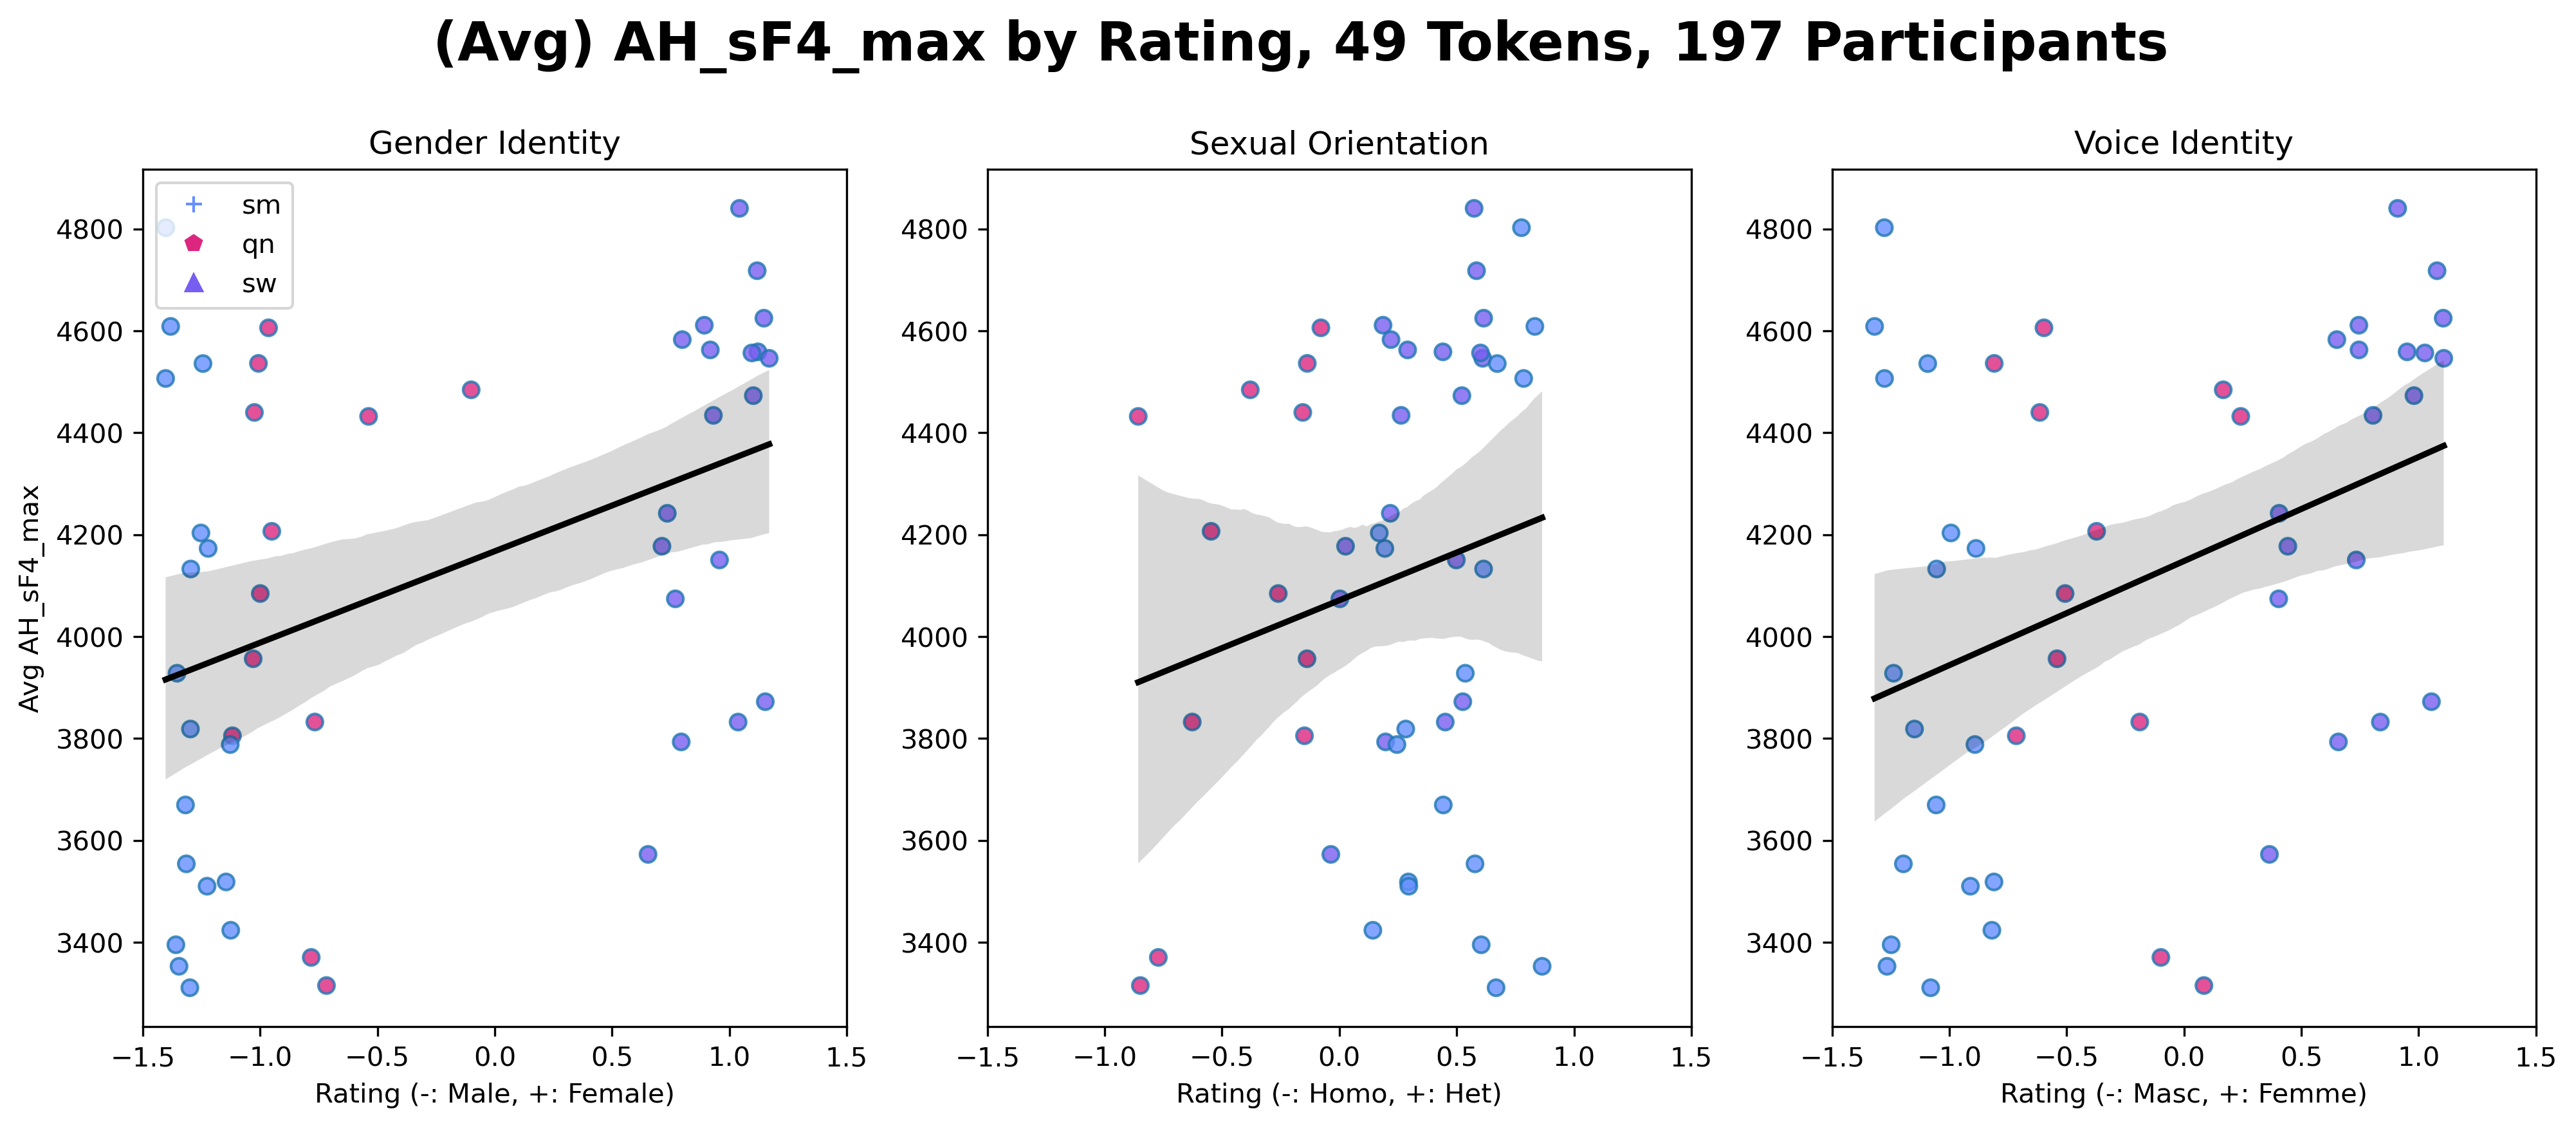 (Avg) AH_sF4_max by Rating, 49 Tokens, 197 Participants
Gender Identity
Sexual Orientation
Voice Identity
sm
qn
sw
Avg AH_sF4_max
4800
4600
4400
4200
4000
3800
3600
3400
−1.5 −1.0 −0.5 0.0 0.5 1.0 1.5
Rating (-: Male, +: Female)
4800
4600
4400
4200
4000
3800
3600
3400
−1.5 −1.0 −0.5 0.0 0.5 1.0 1.5
Rating (-: Homo, +: Het)
4800
4600
4400
4200
4000
3800
3600
3400
−1.5 −1.0 −0.5 0.0 0.5 1.0 1.5
Rating (-: Masc, +: Femme)